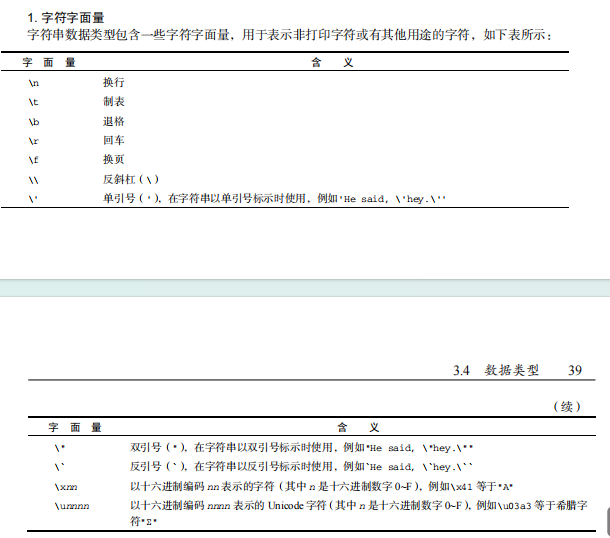 1. 字符字面量
字符串数据类型包含一些字符字面量，用于表示非打印字符或有其他用途的字符，如下表所示：
字 面 量 含 义
\n 换行
\t 制表
\b 退格
\r 回车
\f 换页
\\ 反斜杠（\）
\' 单引号（'），在字符串以单引号标示时使用，例如'He said, \'hey.\''
3.4 数据类型 39
（续）
字 面 量 含 义
\" 双引号（"），在字符串以双引号标示时使用，例如"He said, \"hey.\""
\` 反引号（`），在字符串以反引号标示时使用，例如`He said, \`hey.\``
\xnn 以十六进制编码 nn 表示的字符（其中 n 是十六进制数字 0~F），例如\x41 等于"A"
\unnnn 以十六进制编码 nnnn 表示的 Unicode 字符（其中 n 是十六进制数字 0~F），例如\u03a3 等于希腊字
符"Σ"